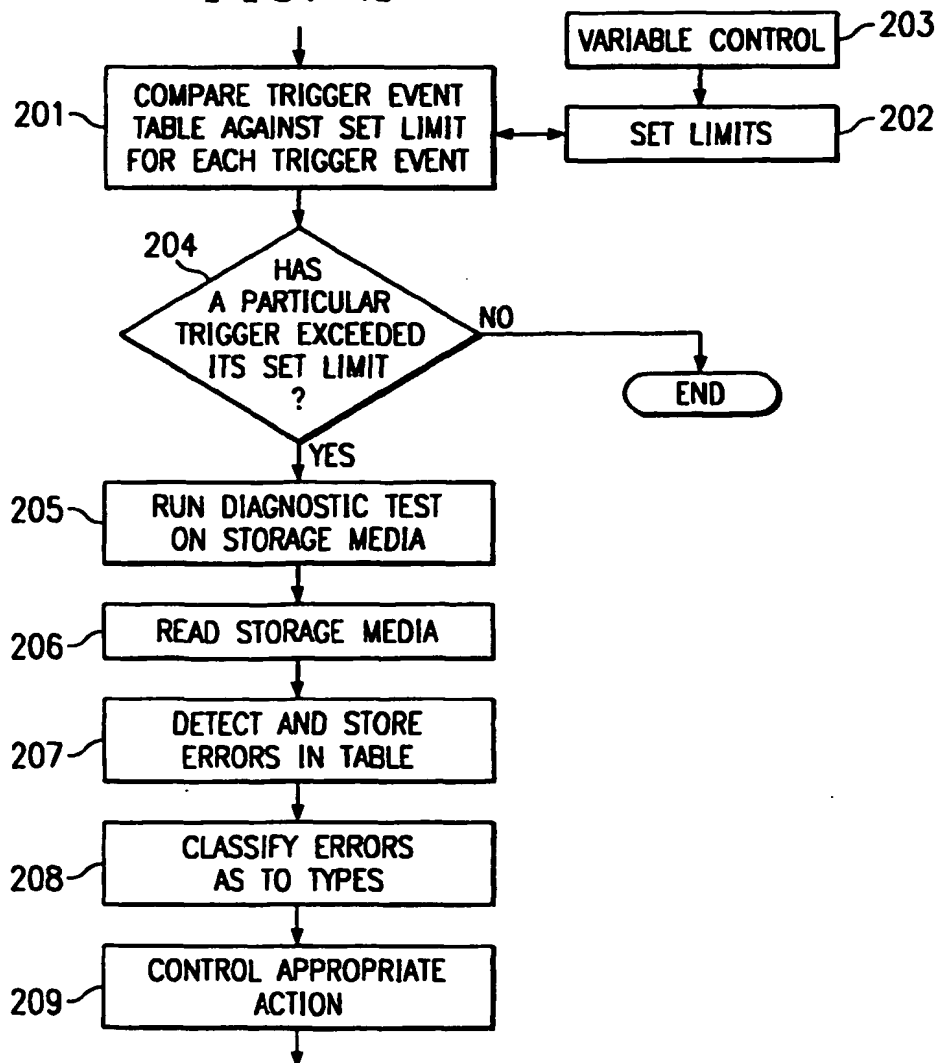 203
VARIABLE CONTROL
201
COMPARE TRIGGER EVENT
TABLE AGAINST SET LIMIT
FOR EACH TRIGGER EVENT
SET LIMITS
202
204
HAS
A PARTICULAR
TRIGGER EXCEEDED
ITS SET LIMIT
?
NO
END
YES
205
RUN DIAGNOSTIC TEST
ON STORAGE MEDIA
206
READ STORAGE MEDIA
207
DETECT AND STORE
ERRORS IN TABLE
208
CLASSIFY ERRORS
AS TO TYPES
209
CONTROL APPROPRIATE
ACTION